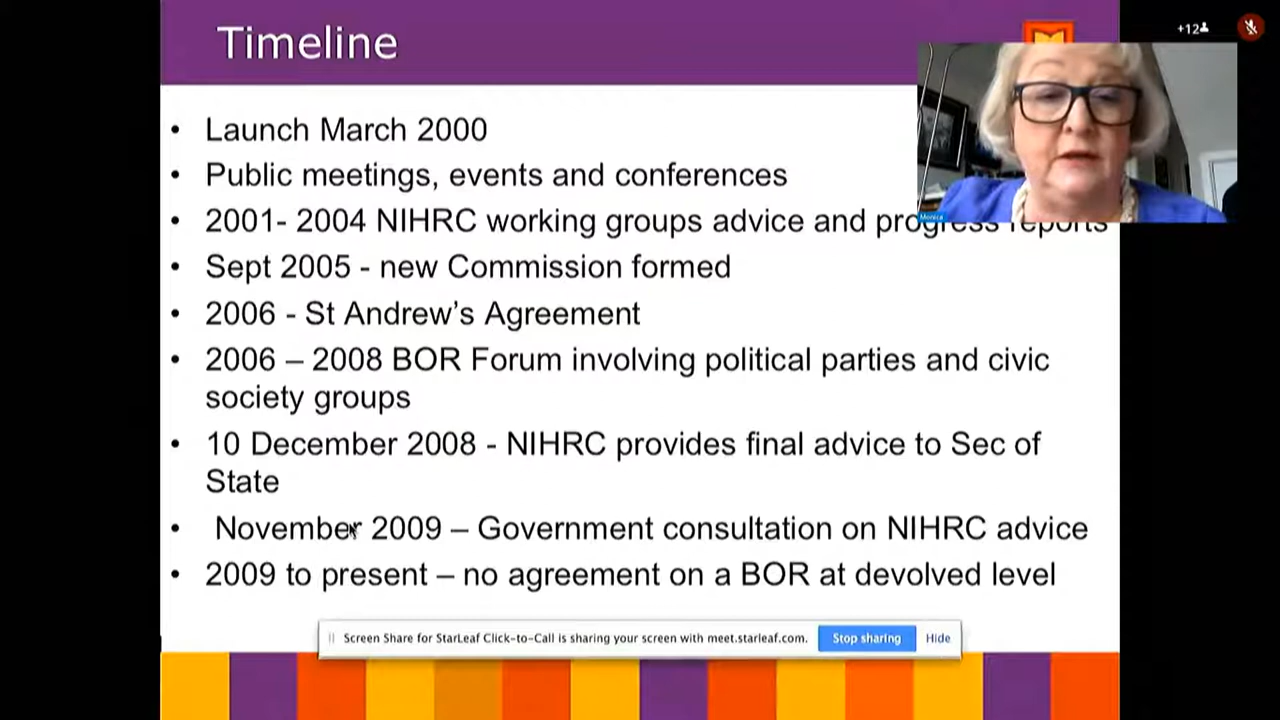 Timeline
+12
Monica
• Launch March 2000
• Public meetings, events and conferences
• 2001- 2004 NIHRC working groups advice and progress reports
• Sept 2005 - new Commission formed
• 2006 - St Andrew's Agreement
• 2006 – 2008 BOR Forum involving political parties and civic
society groups
• 10 December 2008 - NIHRC provides final advice to Sec of
State
• November 2009 – Government consultation on NIHRC advice
• 2009 to present – no agreement on a BOR at devolved level
Screen Share for StarLeaf Click-to-Call is sharing your screen with meet.starleaf.com.
Stop sharing
Hide